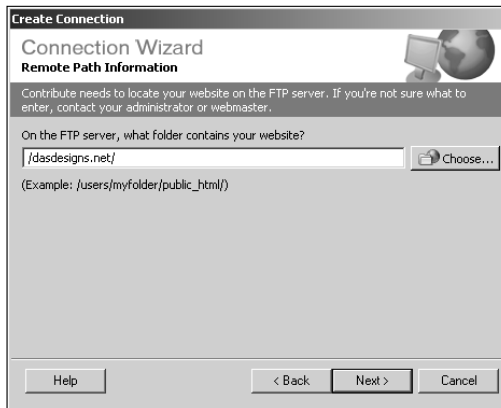 Create Connection
Connection Wizard
Remote Path Information
Contribute needs to locate your website on the FTP server. If you're not sure what to
enter, contact your administrator or webmaster.
On the FTP server, what folder contains your website?
/dasdesigns.net/
Choose...
(Example: /users/myfolder/public_html/)
Help
< Back
Next >
Cancel